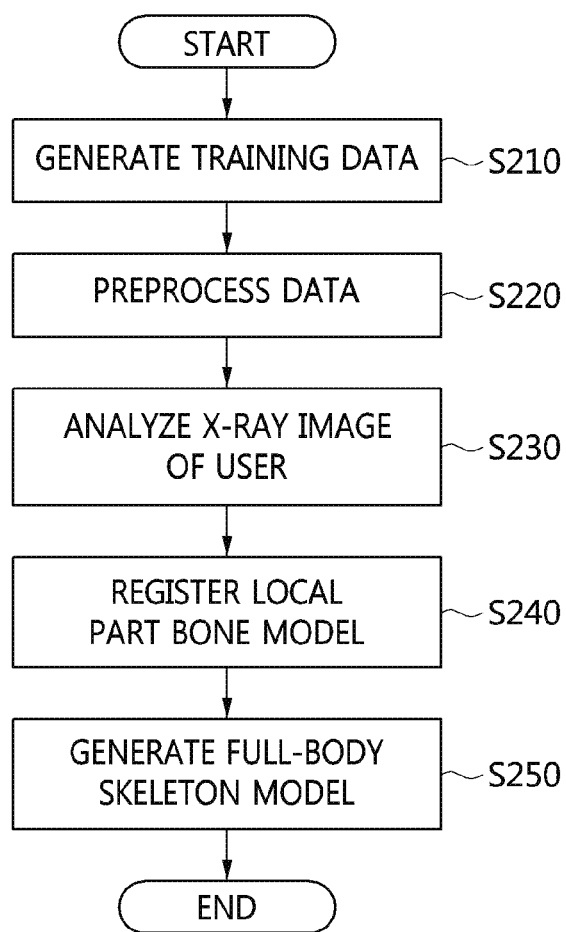 START
GENERATE TRAINING DATA
S210
PREPROCESS DATA
S220
ANALYZE X-RAY IMAGE
OF USER
S230
REGISTER LOCAL
PART BONE MODEL
S240
GENERATE FULL-BODY
SKELETON MODEL
S250
END